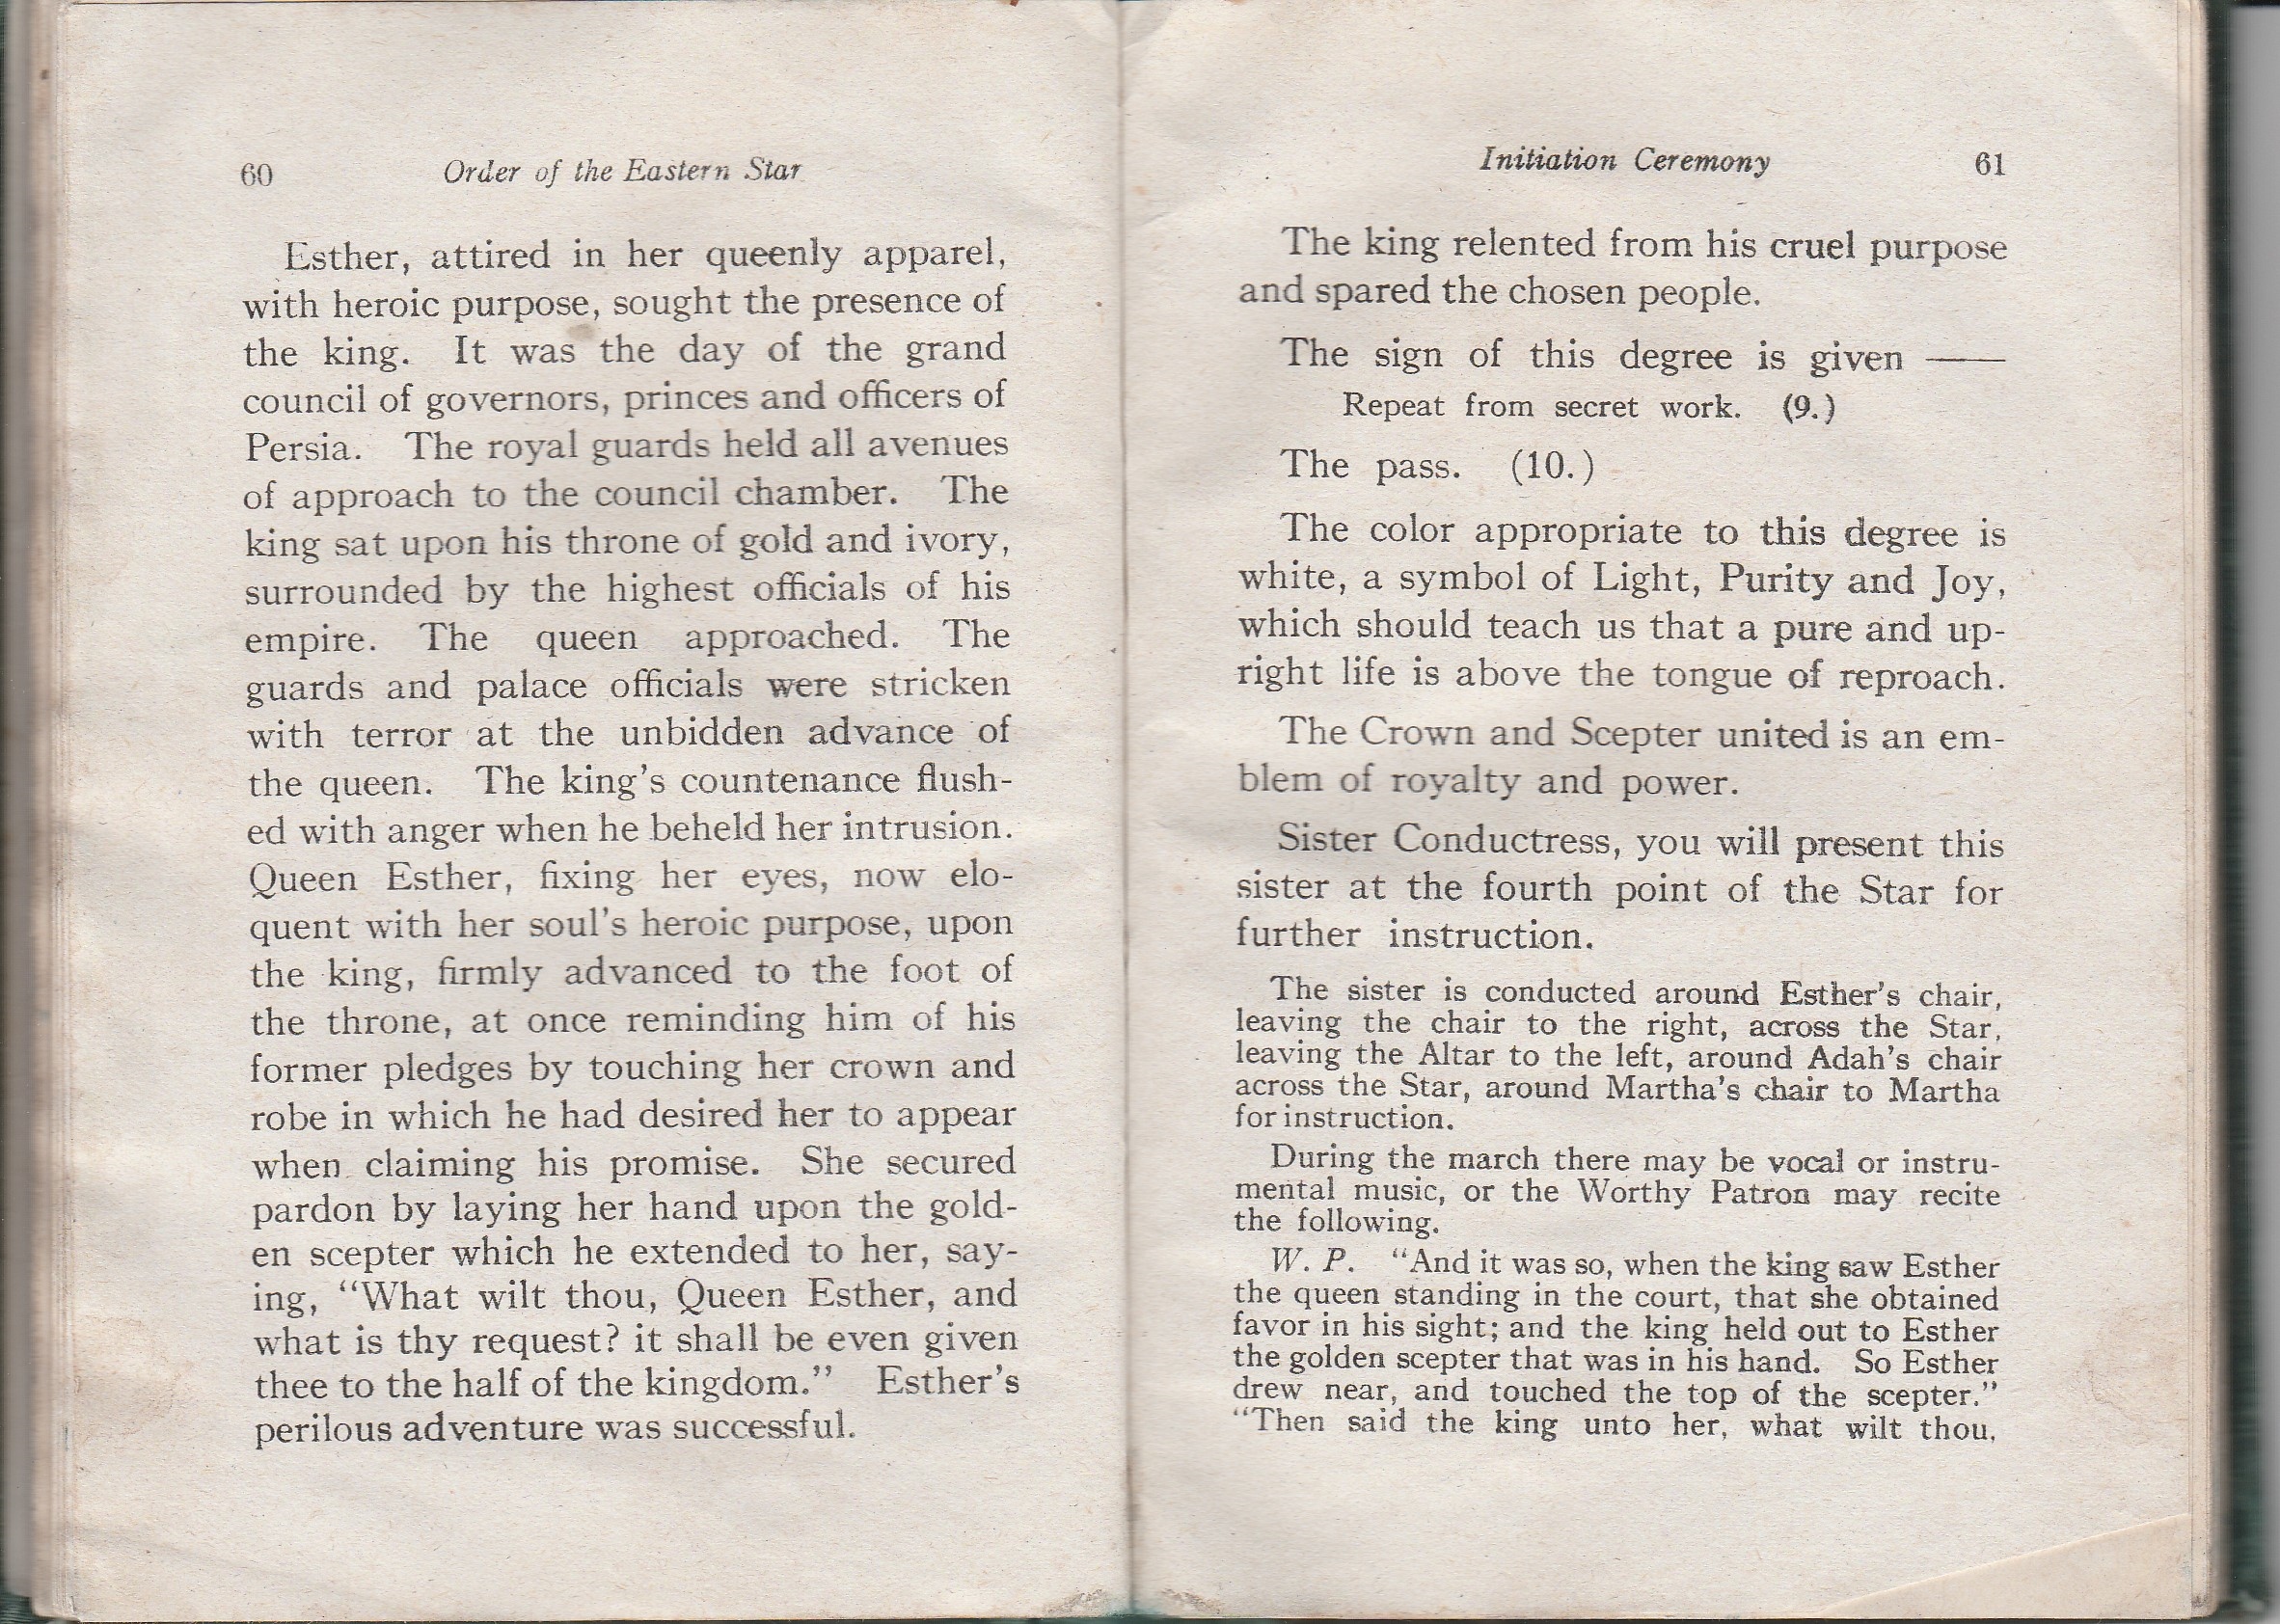 60 Order of the Eastern Star
Esther, attired in her queenly apparel,
with heroic purpose, sought the presence of
the king. It was the day of the grand
council of governors, princes and officers of
Persia. The royal guards held all avenues
of approach to the council chamber. The
king sat upon his throne of gold and ivory,
surrounded by the highest officials of his
empire. The queen approached. The
guards and palace officials were stricken
with terror at the unbidden advance of
the queen. The king's countenance flush-
ed with anger when he beheld her intrusion.
Queen Esther, fixing her eyes, now elo-
quent with her soul's heroic purpose, upon
the king, firmly advanced to the foot of
the throne, at once reminding him of his
former pledges by touching her crown and
robe in which he had desired her to appear
when claiming his promise. She secured
pardon by laying her hand upon the gold-
en scepter which he extended to her, say-
ing, "What wilt thou, Queen Esther, and
what is thy request? it shall be even given
thee to the half of the kingdom." Esther's
perilous adventure was successful.
Initiation Ceremony 61
The king relented from his cruel purpose
and spared the chosen people.
The sign of this degree is given ——
Repeat from secret work. (9.)
The pass. (10.)
The color appropriate to this degree is
white, a symbol of Light, Purity and Joy,
which should teach us that a pure and up-
right life is above the tongue of reproach.
The Crown and Scepter united is an em-
blem of royalty and power.
Sister Conductress, you will present this
sister at the fourth point of the Star for
further instruction.
The sister is conducted around Esther's chair,
leaving the chair to the right, across the Star,
leaving the Altar to the left, around Adah's chair
across the Star, around Martha's chair to Martha
for instruction.
During the march there may be vocal or instru-
mental music, or the Worthy Patron may recite
the following.
W. P. "And it was so, when the king saw Esther
the queen standing in the court, that she obtained
favor in his sight; and the king held out to Esther
the golden scepter that was in his hand. So Esther
drew near, and touched the top of the scepter."
"Then said the king unto her, what wilt thou,